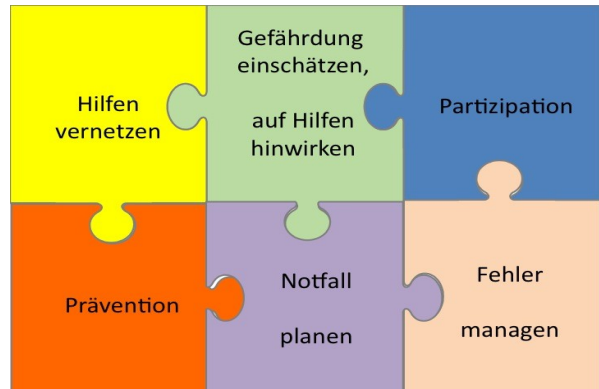 Hilfen
vernetzen
Gefährdung
einschätzen,
auf Hilfen
hinwirken
Partizipation
Prävention
Notfall
planen
Fehler
managen